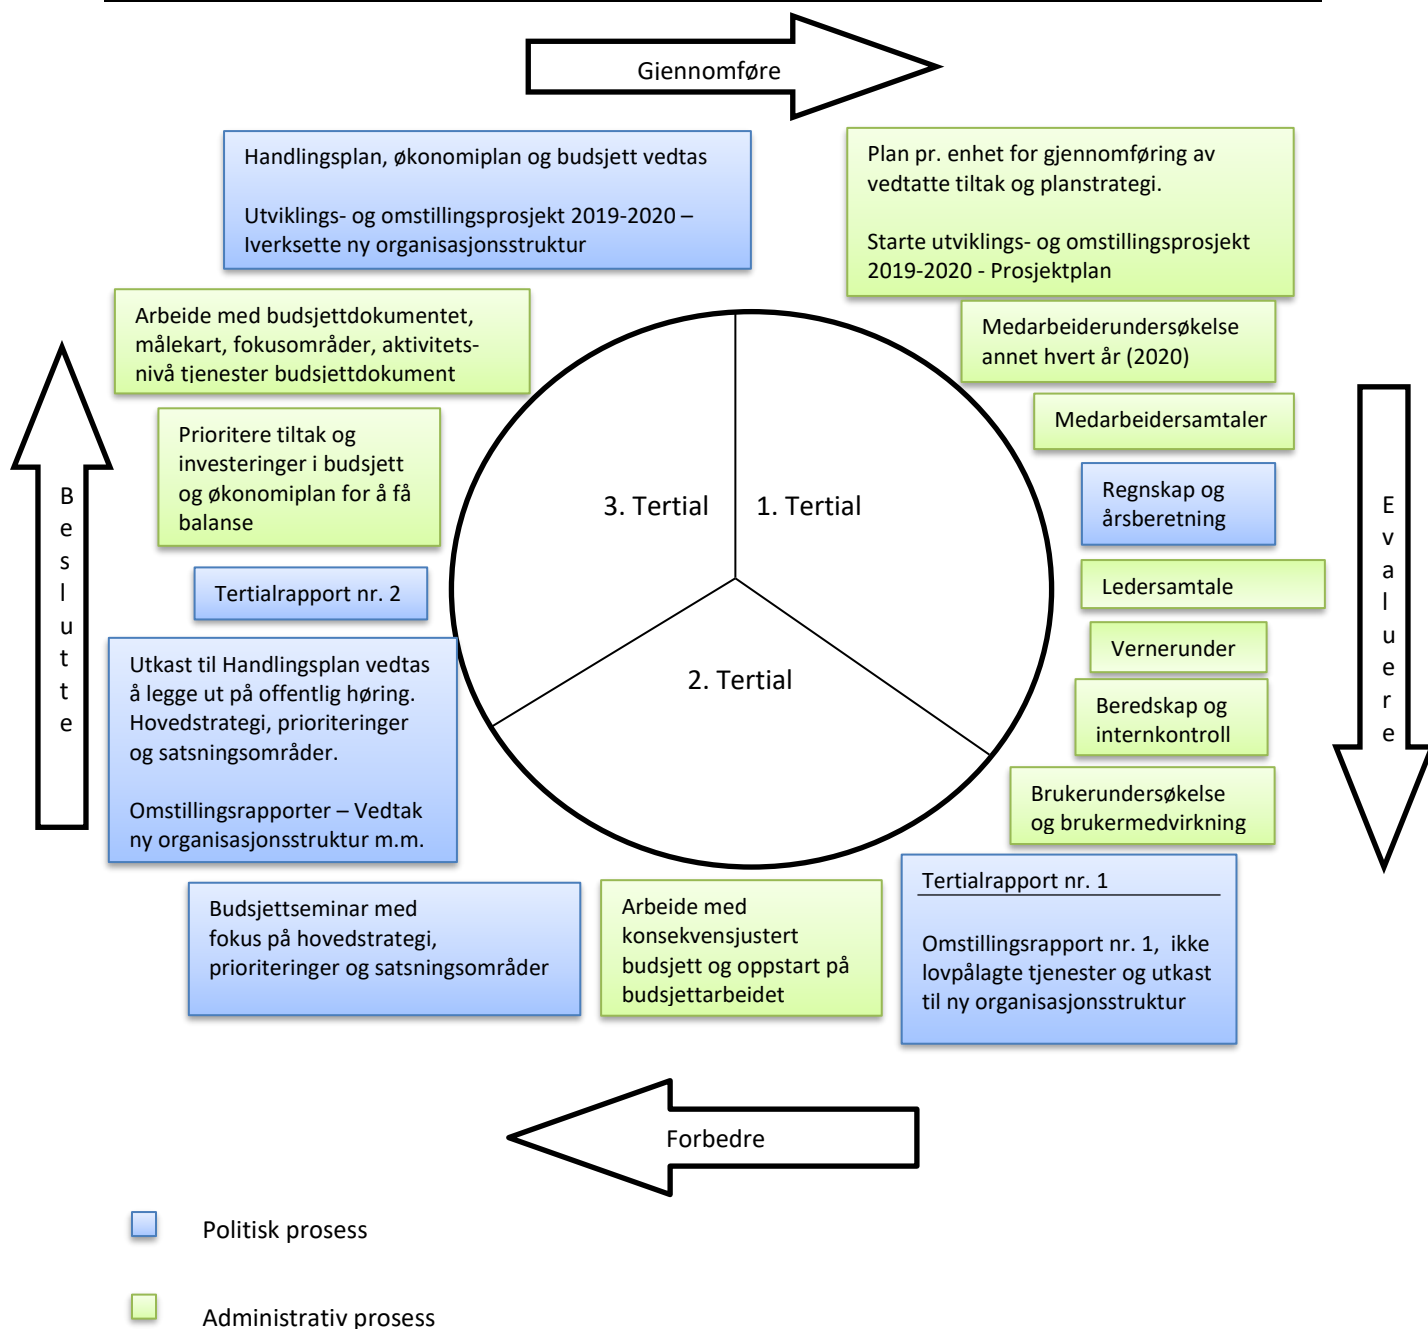 Gjennomføre
Handlingsplan, økonomiplan og budsjett vedtas
Utviklings- og omstillingsprosjekt 2019-2020 –
Iverksette ny organisasjonsstruktur
Plan pr. enhet for gjennomføring av
vedtatte tiltak og planstrategi.
Starte utviklings- og omstillingsprosjekt
2019-2020 - Prosjektplan
Arbeide med budsjettdokumentet,
målekart, fokusområder, aktivitets-
nivå tjenester budsjettdokument
Medarbeiderundersøkelse
annet hvert år (2020)
Medarbeidersamtaler
Prioritere tiltak og
investeringer i budsjett
og økonomiplan for å få
balanse
Beslutte
3. Tertial
1. Tertial
2. Tertial
Regnskap og
årsberetning
Evaluere
Ledersamtale
Tertialrapport nr. 2
Vernerunder
Utkast til Handlingsplan vedtas
å legge ut på offentlig høring.
Hovedstrategi, prioriteringer
og satsningsområder.
Omstillingsrapporter – Vedtak
ny organisasjonsstruktur m.m.
Beredskap og
internkontroll
Brukerundersøkelse
og brukermedvirkning
Budsjettseminar med
fokus på hovedstrategi,
prioriteringer og satsningsområder
Arbeide med
konsekvensjustert
budsjett og oppstart på
budsjettarbeidet
Tertialrapport nr. 1
Omstillingsrapport nr. 1, ikke
lovpålagte tjenester og utkast
til ny organisasjonsstruktur
Forbedre
Politisk prosess
Administrativ prosess